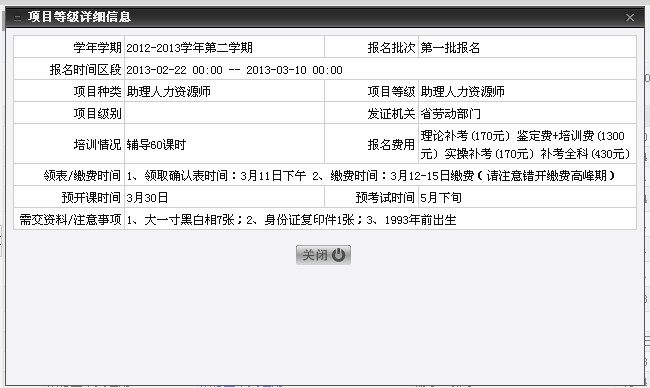 项目等级详细信息
学年学期 2012-2013学年第二学期 报名批次 第一批报名
报名时间区段 2013-02-22 00:00 -- 2013-03-10 00:00
项目种类 助理人力资源师 项目等级 助理人力资源师
项目级别 发证机关 省劳动部门
培训情况 辅导60课时 报名费用 理论补考(170元) 鉴定费+培训费(1300
元) 实操补考(170元) 补考全科(430元)
领表/缴费时间 1、领取确认表时间：3月11日下午 2、缴费时间：3月12-15日缴费（请注意错开缴费高峰期）
预开课时间 3月30日 预考试时间 5月下旬
需交资料/注意事项 1、大一寸黑白相7张；2、身份证复印件1张；3、1993年前出生
关闭